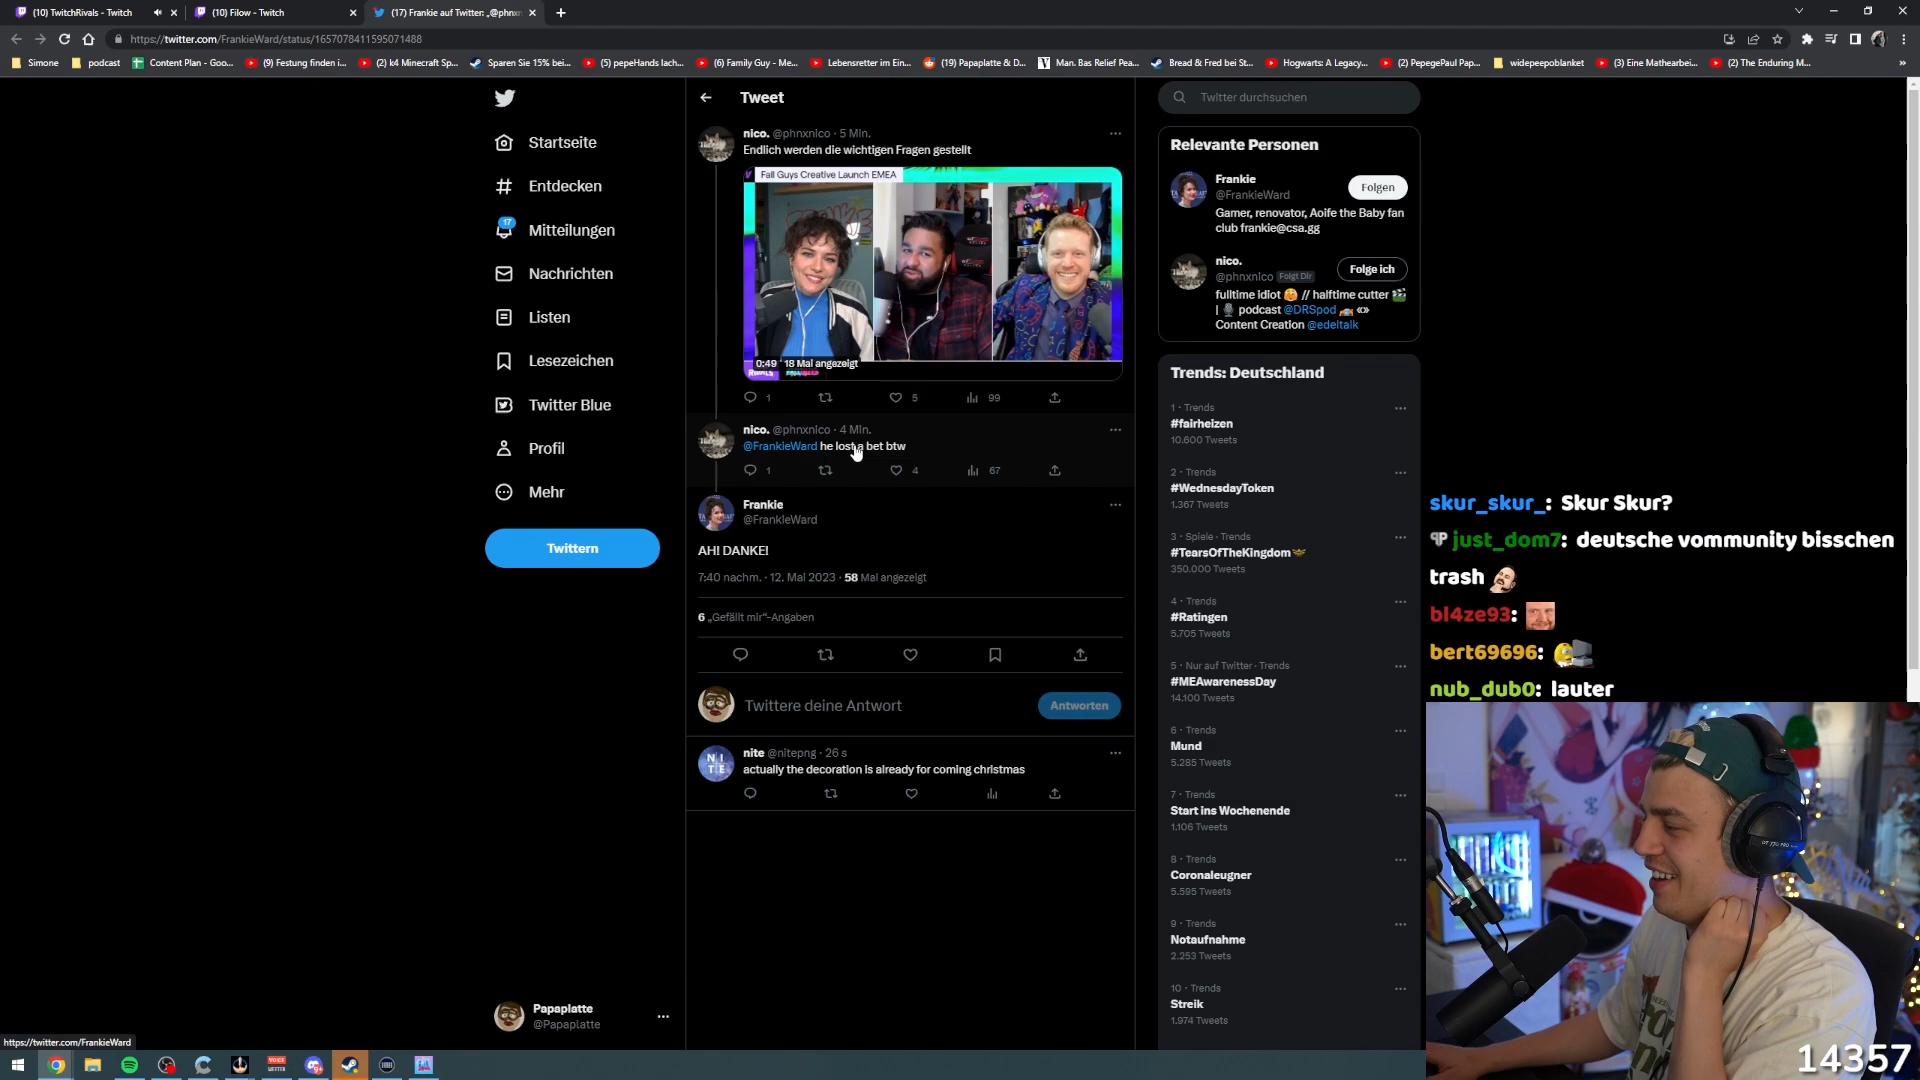 (10) TwitchRivals - Twitch
(10) Filow - Twitch
(17) Frankie auf Twitter: „@phnxn
https://twitter.com/FrankieWard/status/1657078411595071488
Simone
podcast
Content Plan - Goo...
(9) Festung finden i...
(2) k4 Minecraft Sp...
Sparen Sie 15% bei...
(5) pepeHands lach...
(6) Family Guy - Me...
Lebensretter im Ein...
(19) Papaplatte & D...
Man. Bas Relief Pea...
Bread & Fred bei St...
Hogwarts: A Legacy...
(2) PepegePaul Pap...
widepeepoblanket
(3) Eine Mathearbei...
(2) The Enduring M...
Startseite
Entdecken
17
Mitteilungen
Nachrichten
Listen
Lesezeichen
Twitter Blue
Profil
Mehr
Twittern
Papaplatte
@Papaplatte
https://twitter.com/FrankieWard
Tweet
nico. @phnxnico · 5 Min.
Endlich werden die wichtigen Fragen gestellt
Fall Guys Creative Launch EMEA
0:49 18 Mal angezeigt
RIVALS
1 5 99
nico. @phnxnico · 4 Min.
@FrankieWard he lost a bet btw
1 4 67
Frankie
@FrankieWard
AH! DANKE!
7:40 nachm. · 12. Mai 2023 · 58 Mal angezeigt
6 „Gefällt mir“-Angaben
Twittere deine Antwort
Antworten
NI
TE
nite @nitepng · 26 s
actually the decoration is already for coming christmas
Twitter durchsuchen
Relevante Personen
Frankie
@FrankieWard
Folgen
Gamer, renovator, Aoife the Baby fan
club frankie@csa.gg
nico.
@phnxnico Folgt Dir
Folge ich
fulltime idiot // halftime cutter
| podcast @DRSpod
Content Creation @edeltalk
Trends: Deutschland
1 · Trends
#fairheizen
10.600 Tweets
2 · Trends
#WednesdayToken
1.367 Tweets
3 · Spiele · Trends
#TearsOfTheKingdom
350.000 Tweets
4 · Trends
#Ratingen
5.705 Tweets
5 · Nur auf Twitter · Trends
#MEAwarenessDay
14.100 Tweets
6 · Trends
Mund
5.285 Tweets
7 · Trends
Start ins Wochenende
1.106 Tweets
8 · Trends
Coronaleugner
5.595 Tweets
9 · Trends
Notaufnahme
2.253 Tweets
10 · Trends
Streik
1.974 Tweets
skur_skur_: Skur Skur?
just_dom7: deutsche vommunity bisschen
trash
bl4ze93:
bert69696:
nub_dub0: lauter
DT 770 PRO
14357